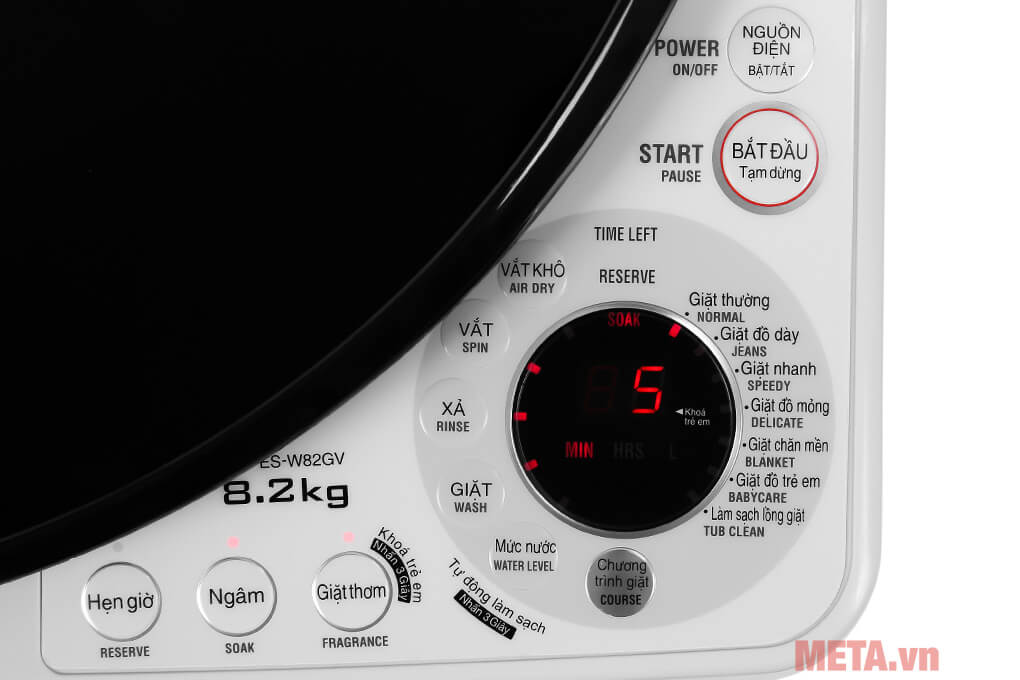 POWER
ON/OFF
NGUỒN
ĐIỆN
BẬT/TẮT
START
PAUSE
BẮT ĐẦU
Tạm dừng
TIME LEFT
RESERVE
VẮT KHÔ
AIR DRY
VẮT
SPIN
XẢ
RINSE
GIẶT
WASH
Mức nước
WATER LEVEL
SOAK
5
Khoá
trẻ em
MIN HRS L
• Giặt thường
NORMAL
• Giặt đồ dày
JEANS
• Giặt nhanh
SPEEDY
• Giặt đồ mỏng
DELICATE
• Giặt chăn mền
BLANKET
• Giặt đồ trẻ em
BABYCARE
• Làm sạch lồng giặt
TUB CLEAN
Chương
trình giặt
COURSE
ES-W82GV
8.2kg
Hẹn giờ
RESERVE
Ngâm
SOAK
Giặt thơm
FRAGRANCE
Khoá trẻ em
Nhấn 3 Giây
Tự động làm sạch
Nhấn 3 Giây
META.vn